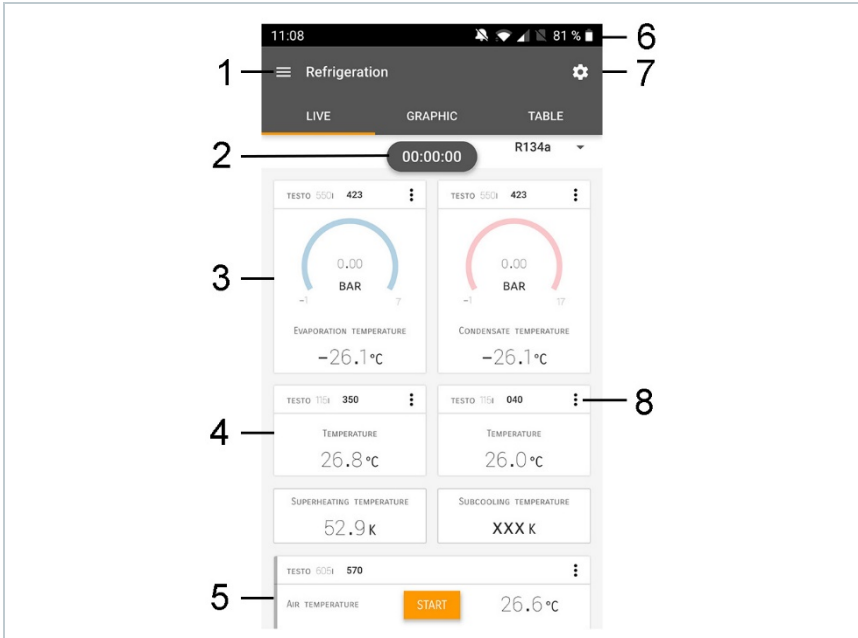 11:08 81 % 6
1 Refrigeration 7
LIVE GRAPHIC TABLE
2 00:00:00 R134a
TESTO 550i 423 TESTO 550i 423
3 0.00 0.00
BAR BAR
-1 7 -1 17
EVAPORATION TEMPERATURE CONDENSATE TEMPERATURE
-26.1 °C -26.1 °C
TESTO 115i 350 TESTO 115i 040 8
4 TEMPERATURE TEMPERATURE
26.8 °C 26.0 °C
SUPERHEATING TEMPERATURE SUBCOOLING TEMPERATURE
52.9 K XXX K
TESTO 605i 570
5 AIR TEMPERATURE START 26.6 °C